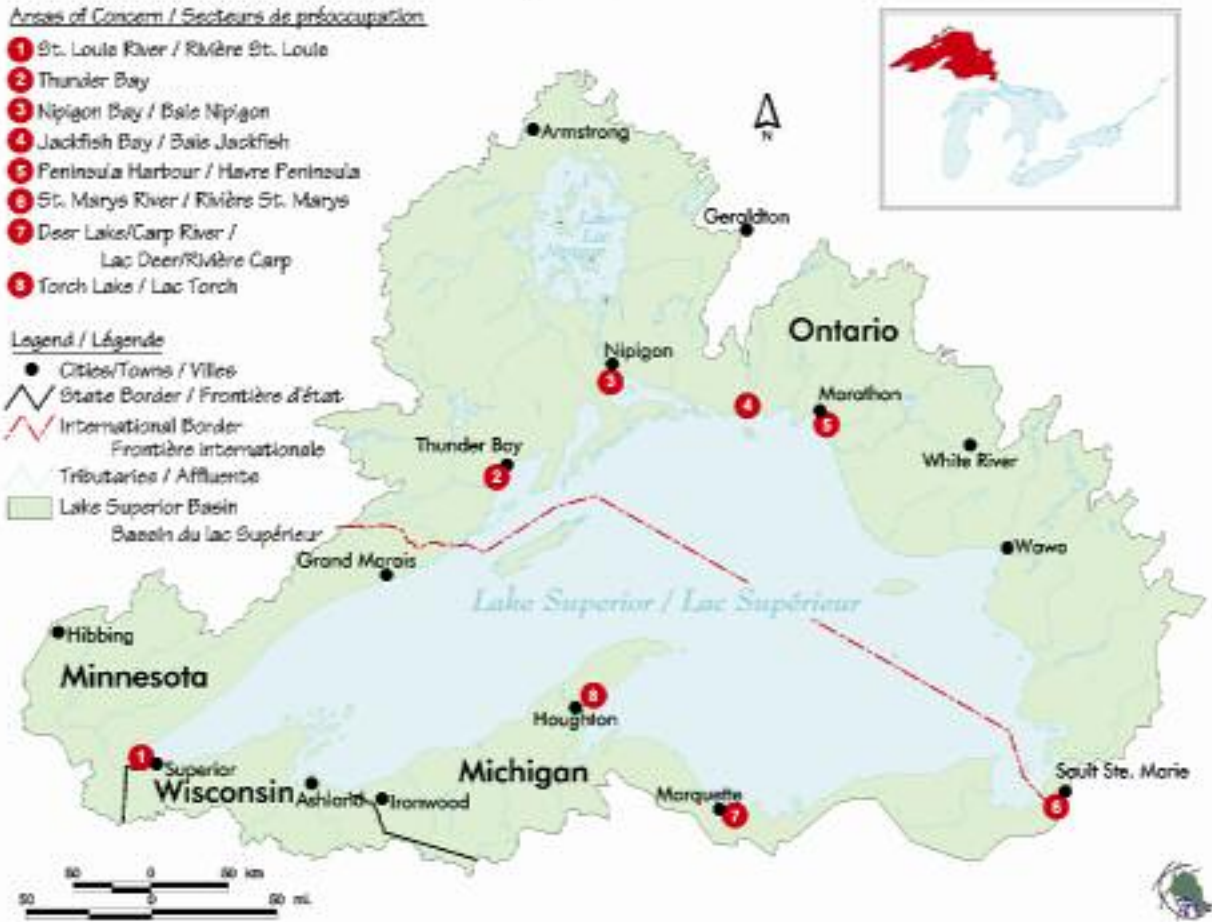 Areas of Concern / Secteurs de préoccupation
1 St. Louis River / Rivière St. Louis
2 Thunder Bay
3 Nipigon Bay / Baie Nipigon
4 Jackfish Bay / Baie Jackfish
5 Peninsula Harbour / Havre Peninsula
6 St. Marys River / Rivière St. Marys
7 Deer Lake/Carp River /
Lac Deer/Rivière Carp
8 Torch Lake / Lac Torch
Legend / Légende
Cities/Towns / Villes
State Border / Frontière d'état
International Border
Frontière internationale
Tributaries / Affluents
Lake Superior Basin
Bassin du lac Supérieur
N
Armstrong
Geraldton
Lac
Ontario
Nipigon
3
4
Marathon
5
Thunder Bay
2
White River
Grand Marais
Wawa
Lake Superior / Lac Supérieur
Hibbing
Minnesota
8
Houghton
1
Superior
Wisconsin
Ashland
Ironwood
Michigan
Marquette
7
Sault Ste. Marie
6
50 0 50 km
50 0 50 mi.